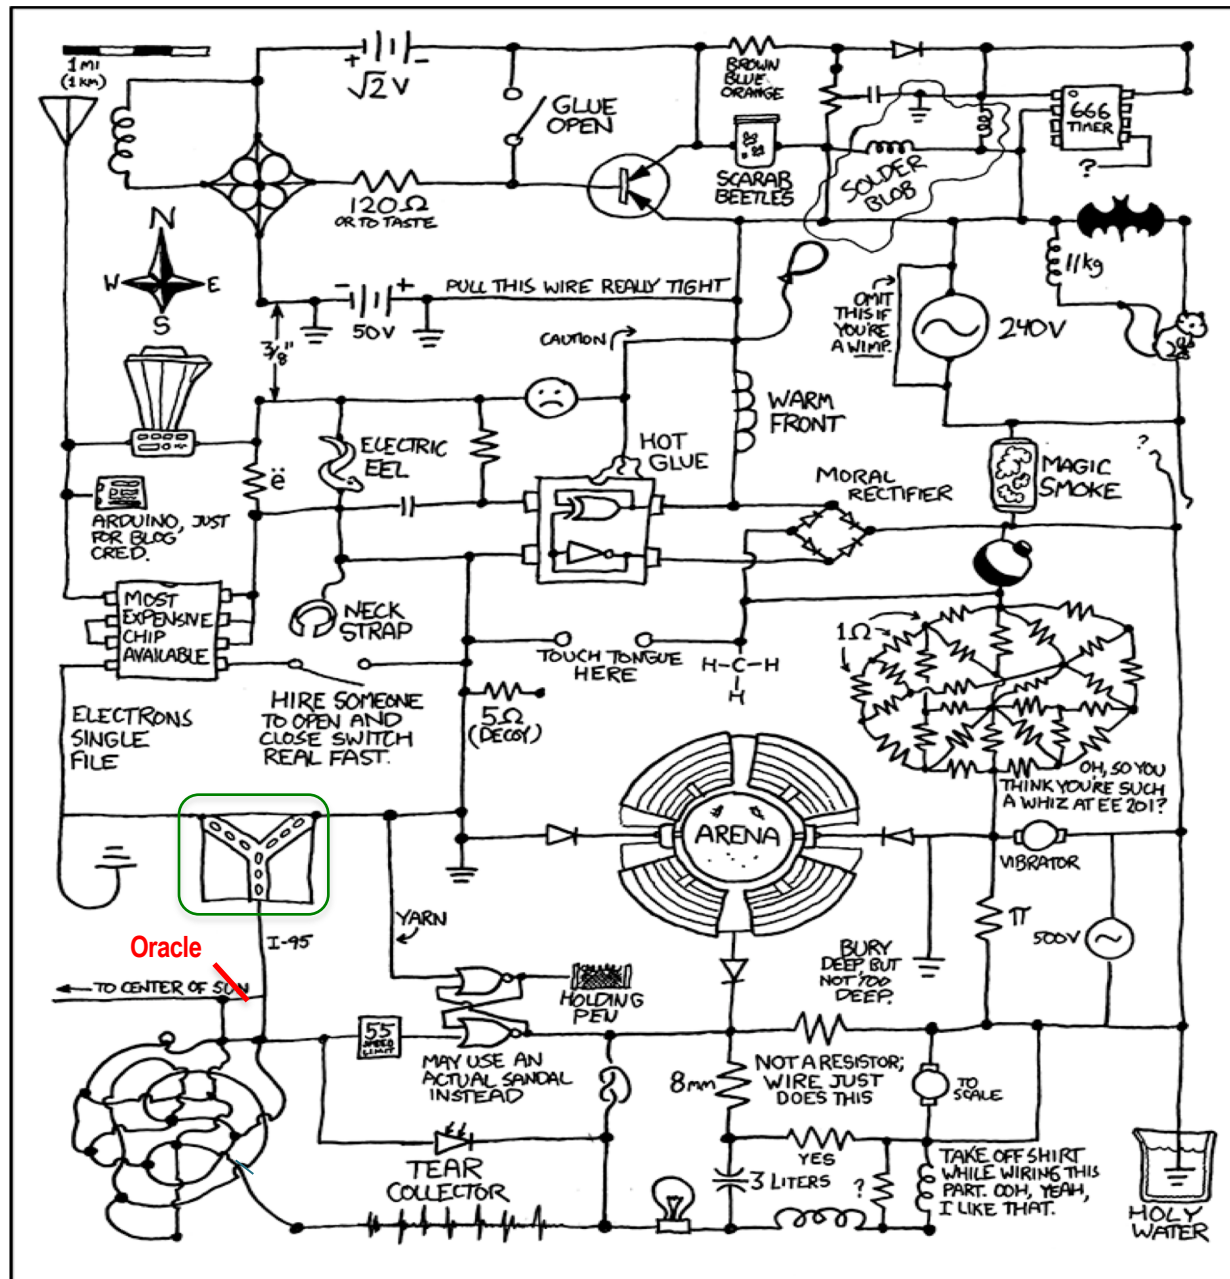 1 MI
(1 KM)
+
-
√2 V
GLUE
OPEN
BROWN
BLUE
ORANGE
666
TIMER
?
SCARAB
BEETLES
SOLDER
BLOB
120Ω
OR TO TASTE
N
W
E
S
11kg
-
+
50V
PULL THIS WIRE REALLY TIGHT
OMIT
THIS IF
YOU'RE
A WIMP.
240V
3/8"
CAUTION
WARM
FRONT
ELECTRIC
EEL
HOT
GLUE
ë
MORAL
RECTIFIER
MAGIC
SMOKE
?
ARDUINO, JUST
FOR BLOG
CRED.
MOST
EXPENSIVE
CHIP
AVAILABLE
NECK
STRAP
TOUCH TONGUE
HERE
H-C-H
H
1Ω
HIRE SOMEONE
TO OPEN AND
CLOSE SWITCH
REAL FAST.
5Ω
(DECOY)
ELECTRONS
SINGLE
FILE
OH, SO YOU
THINK YOU'RE SUCH
A WHIZ AT EE 201?
ARENA
VIBRATOR
π
500V
YARN
I-95
Oracle
BURY
DEEP, BUT
NOT TOO
DEEP.
TO CENTER OF SUN
HOLDING
PEN
55
SPEED
LIMIT
MAY USE AN
ACTUAL SANDAL
INSTEAD
8mm
NOT A RESISTOR;
WIRE JUST
DOES THIS
TO
SCALE
TEAR
COLLECTOR
YES
3 LITERS
?
TAKE OFF SHIRT
WHILE WIRING THIS
PART. OOH, YEAH,
I LIKE THAT.
HOLY
WATER